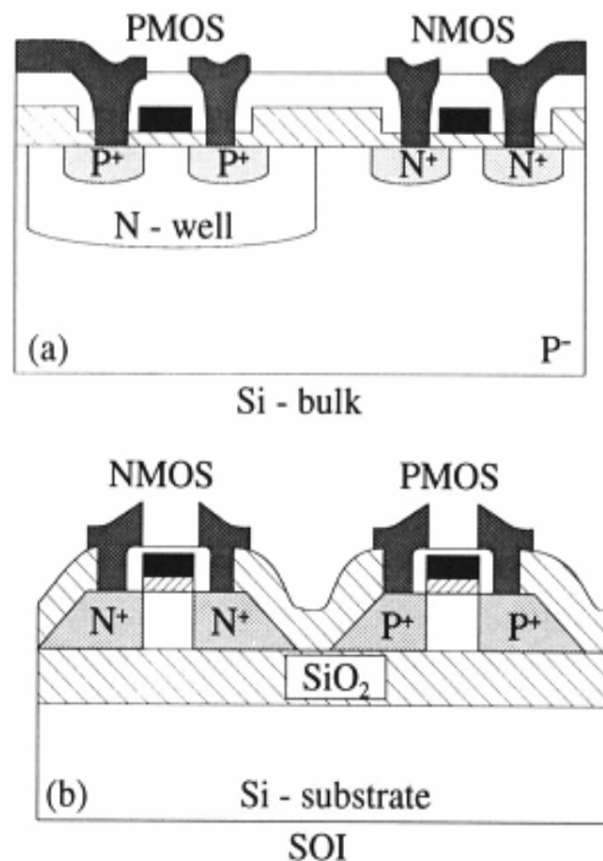 PMOS NMOS
P⁺ P⁺ N⁺ N⁺
N - well
(a) P⁻
Si - bulk
NMOS PMOS
N⁺ N⁺ P⁺ P⁺
SiO₂
(b) Si - substrate
SOI